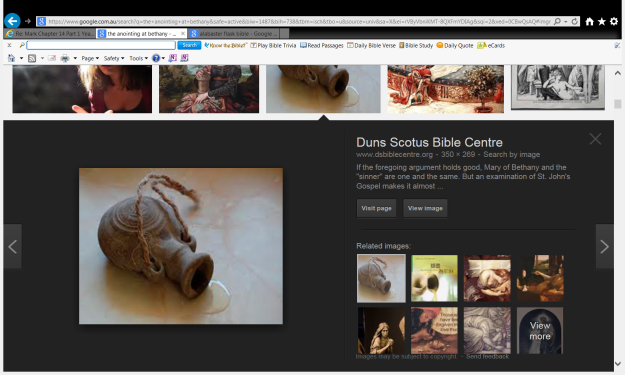 https://www.google.com.au/search?q=the+anointing+at+bethany&safe=active&biw=1487&bih=738&tbm=isch&tbo=u&source=univ&sa=X&ei=
Re: Mark Chapter 14 Part 1 Yea...
the anointing at bethany - ...
alabaster flask bible - Google ...
Search
Know the Bible?
Play Bible Trivia
Read Passages
Daily Bible Verse
Bible Study
Daily Quote
eCards
Page
Safety
Tools
Duns Scotus Bible Centre
www.dsbiblecentre.org - 350 × 269 - Search by image
If the foregoing argument holds good, Mary of Bethany and the
"sinner" are one and the same. But an examination of St. John's
Gospel makes it almost ...
Visit page
View image
Related images:
View
more
Images may be subject to copyright. - Send feedback